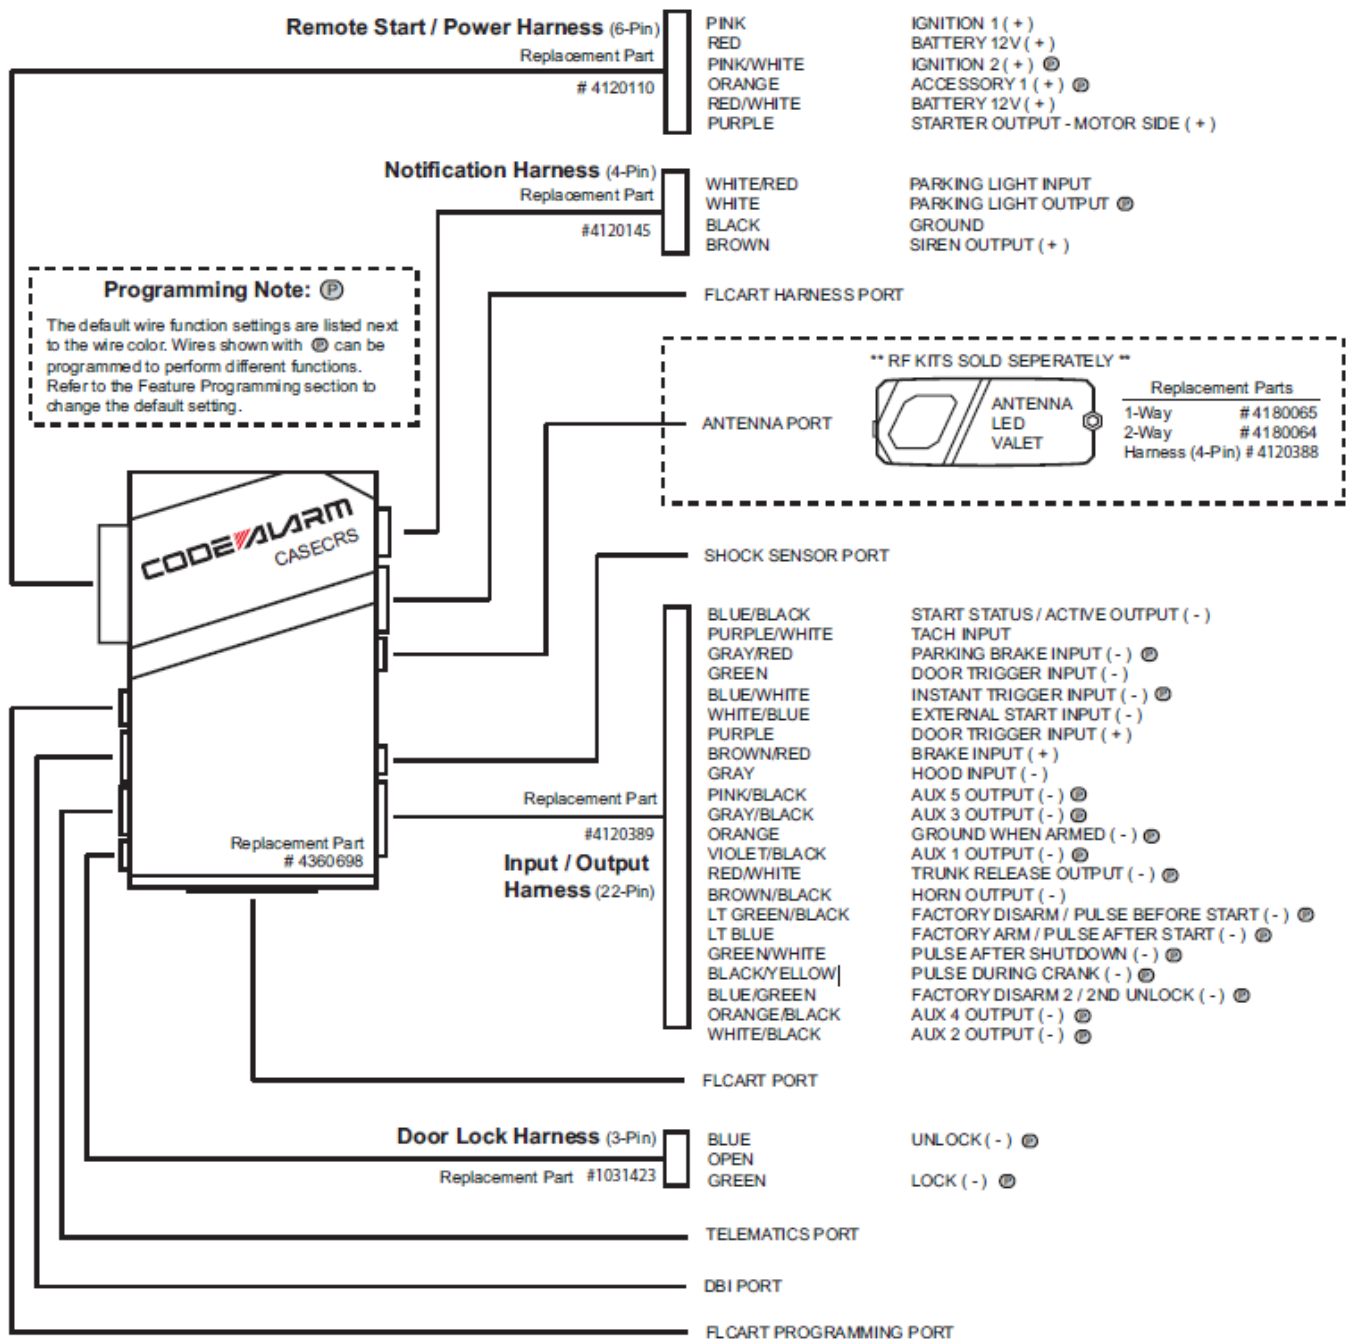 Remote Start / Power Harness (6-Pin)
Replacement Part
# 4120110
PINK IGNITION 1 ( + )
RED BATTERY 12V ( + )
PINK/WHITE IGNITION 2 ( + ) Ⓟ
ORANGE ACCESSORY 1 ( + ) Ⓟ
RED/WHITE BATTERY 12V ( + )
PURPLE STARTER OUTPUT - MOTOR SIDE ( + )
Notification Harness (4-Pin)
Replacement Part
#4120145
WHITE/RED PARKING LIGHT INPUT
WHITE PARKING LIGHT OUTPUT Ⓟ
BLACK GROUND
BROWN SIREN OUTPUT ( + )
Programming Note: Ⓟ
The default wire function settings are listed next
to the wire color. Wires shown with Ⓟ can be
programmed to perform different functions.
Refer to the Feature Programming section to
change the default setting.
FLCART HARNESS PORT
** RF KITS SOLD SEPERATELY **
ANTENNA PORT
ANTENNA
LED
VALET
Replacement Parts
1-Way # 4180065
2-Way # 4180064
Harness (4-Pin) # 4120388
CODE ALARM
CASECRS
Replacement Part
# 4360698
SHOCK SENSOR PORT
Replacement Part
#4120389
Input / Output
Harness (22-Pin)
BLUE/BLACK START STATUS / ACTIVE OUTPUT ( - )
PURPLE/WHITE TACH INPUT
GRAY/RED PARKING BRAKE INPUT ( - ) Ⓟ
GREEN DOOR TRIGGER INPUT ( - )
BLUE/WHITE INSTANT TRIGGER INPUT ( - ) Ⓟ
WHITE/BLUE EXTERNAL START INPUT ( - )
PURPLE DOOR TRIGGER INPUT ( + )
BROWN/RED BRAKE INPUT ( + )
GRAY HOOD INPUT ( - )
PINK/BLACK AUX 5 OUTPUT ( - ) Ⓟ
GRAY/BLACK AUX 3 OUTPUT ( - ) Ⓟ
ORANGE GROUND WHEN ARMED ( - ) Ⓟ
VIOLET/BLACK AUX 1 OUTPUT ( - ) Ⓟ
RED/WHITE TRUNK RELEASE OUTPUT ( - ) Ⓟ
BROWN/BLACK HORN OUTPUT ( - )
LT GREEN/BLACK FACTORY DISARM / PULSE BEFORE START ( - ) Ⓟ
LT BLUE FACTORY ARM / PULSE AFTER START ( - ) Ⓟ
GREEN/WHITE PULSE AFTER SHUTDOWN ( - ) Ⓟ
BLACK/YELLOW PULSE DURING CRANK ( - ) Ⓟ
BLUE/GREEN FACTORY DISARM 2 / 2ND UNLOCK ( - ) Ⓟ
ORANGE/BLACK AUX 4 OUTPUT ( - ) Ⓟ
WHITE/BLACK AUX 2 OUTPUT ( - ) Ⓟ
FLCART PORT
Door Lock Harness (3-Pin)
Replacement Part #1031423
BLUE UNLOCK ( - ) Ⓟ
OPEN
GREEN LOCK ( - ) Ⓟ
TELEMATICS PORT
DBI PORT
FLCART PROGRAMMING PORT